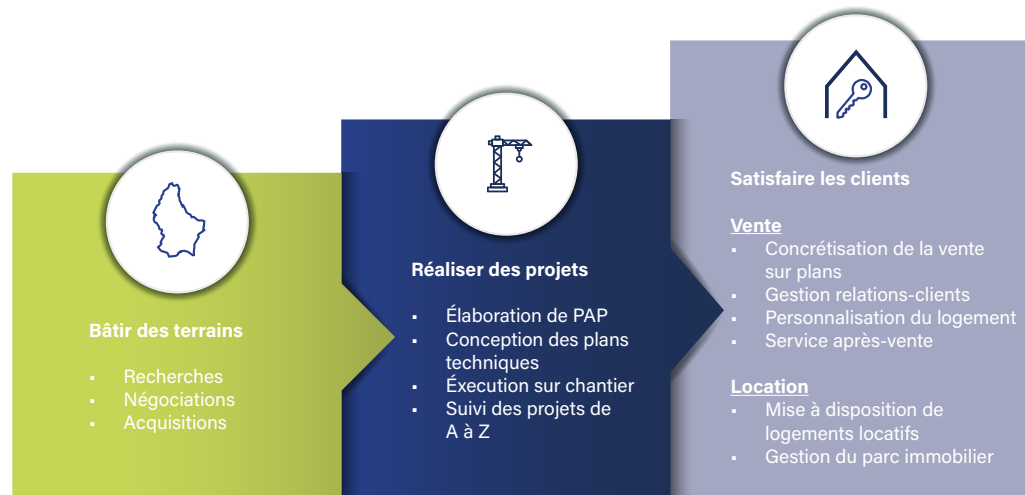 Bâtir des terrains
▪ Recherches
▪ Négociations
▪ Acquisitions
Réaliser des projets
▪ Élaboration de PAP
▪ Conception des plans
techniques
▪ Éxecution sur chantier
▪ Suivi des projets de
A à Z
Satisfaire les clients
Vente
▪ Concrétisation de la vente
sur plans
▪ Gestion relations-clients
▪ Personnalisation du logement
▪ Service après-vente
Location
▪ Mise à disposition de
logements locatifs
▪ Gestion du parc immobilier